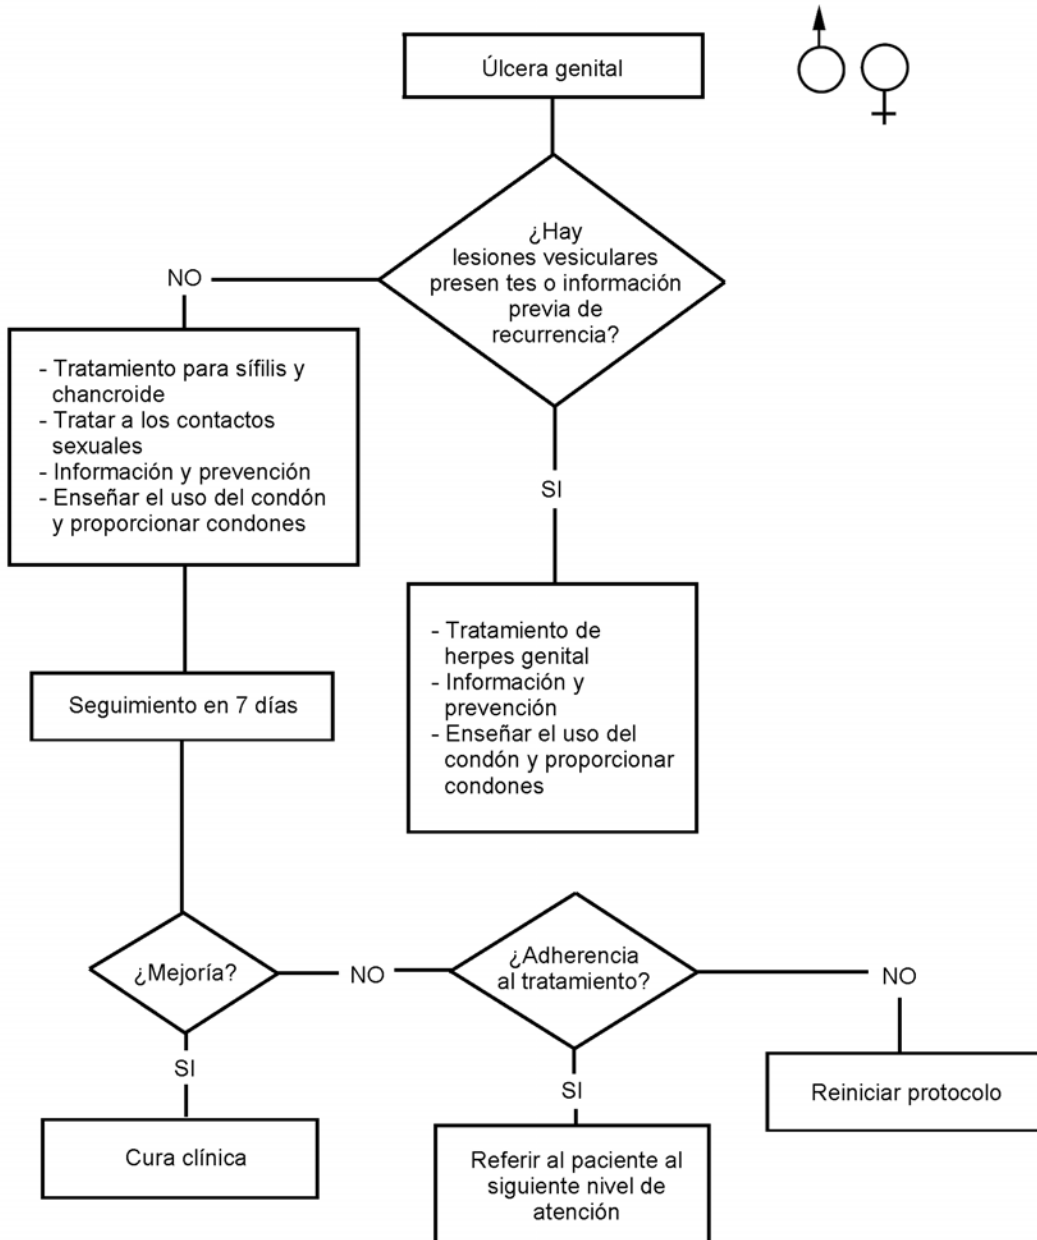 Úlcera genital
¿Hay
lesiones vesiculares
presen tes o información
previa de
recurrencia?
NO
- Tratamiento para sífilis y
chancroide
- Tratar a los contactos
sexuales
- Información y prevención
- Enseñar el uso del condón
y proporcionar condones
SI
- Tratamiento de
herpes genital
- Información y
prevención
- Enseñar el uso del
condón y proporcionar
condones
Seguimiento en 7 días
¿Mejoría?
NO
¿Adherencia
al tratamiento?
NO
SI
SI
Reiniciar protocolo
Cura clínica
Referir al paciente al
siguiente nivel de
atención